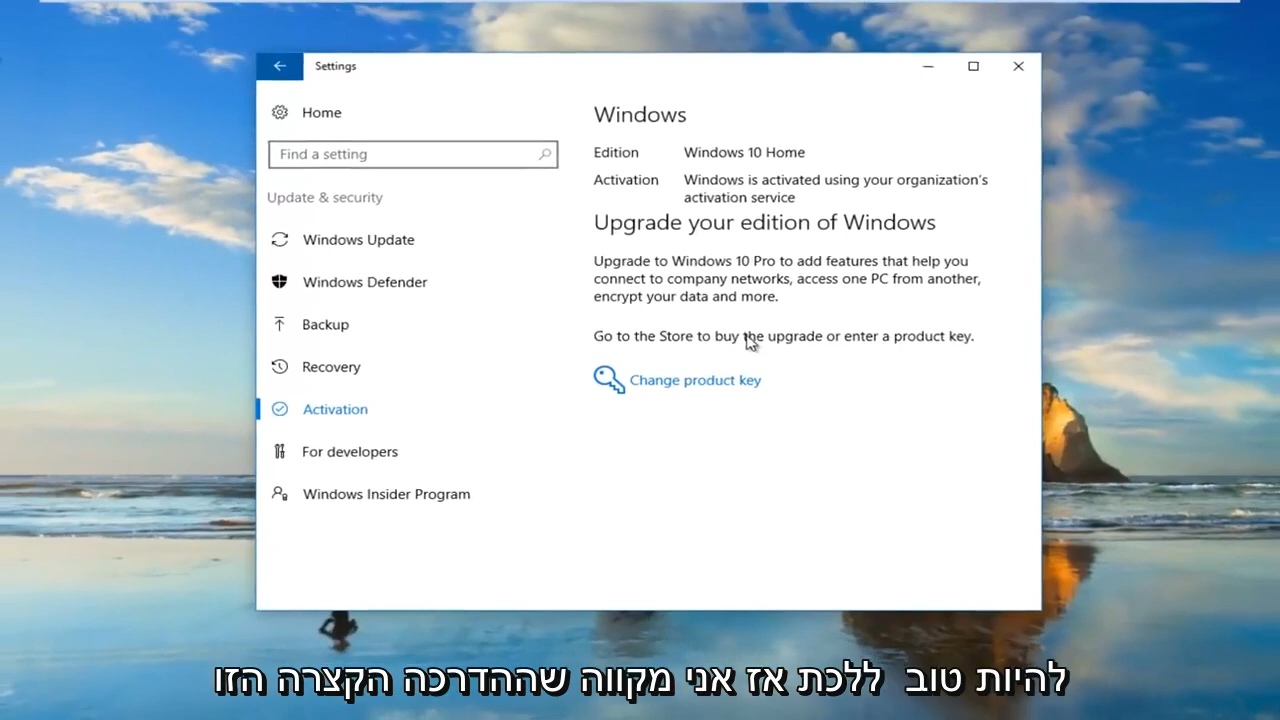 Settings
Home
Find a setting
Update & security
Windows Update
Windows Defender
Backup
Recovery
Activation
For developers
Windows Insider Program
Windows
Edition Windows 10 Home
Activation Windows is activated using your organization's
activation service
Upgrade your edition of Windows
Upgrade to Windows 10 Pro to add features that help you
connect to company networks, access one PC from another,
encrypt your data and more.
Go to the Store to buy the upgrade or enter a product key.
Change product key
להיות טוב ללכת אז אני מקווה שההדרכה הקצרה הזו